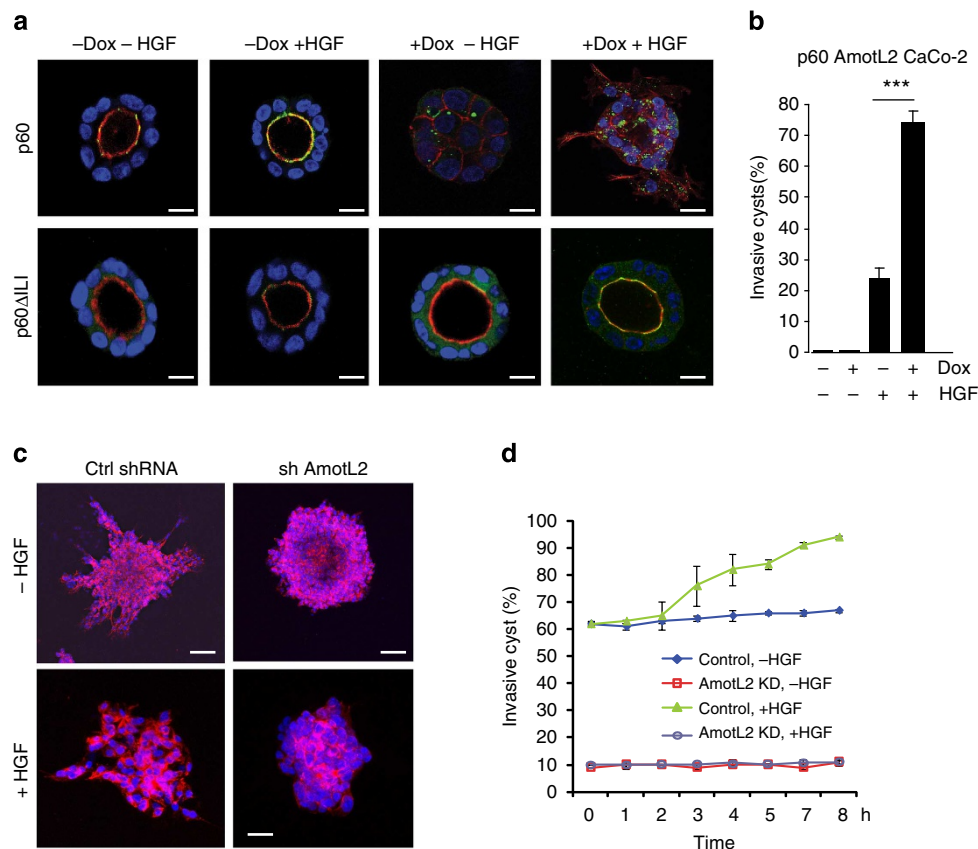 a
–Dox – HGF
–Dox +HGF
+Dox – HGF
+Dox + HGF
p60
p60ΔILI
b
p60 AmotL2 CaCo-2
***
Invasive cysts(%)
80
70
60
50
40
30
20
10
0
– + – + Dox
– – + + HGF
c
Ctrl shRNA
sh AmotL2
– HGF
+ HGF
d
Invasive cyst (%)
100
90
80
70
60
50
40
30
20
10
0
Control, –HGF
AmotL2 KD, –HGF
Control, +HGF
AmotL2 KD, +HGF
0 1 2 3 4 5 7 8 h
Time